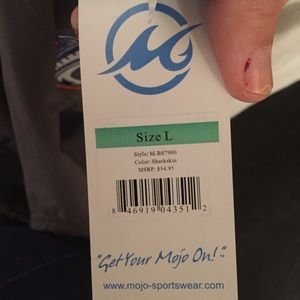 Size L
Style: M-BS7900
Color: Sharkskin
MSRP: $54.95
8 46919 04351 2
"Get Your Mojo On!"
www.mojo-sportswear.com